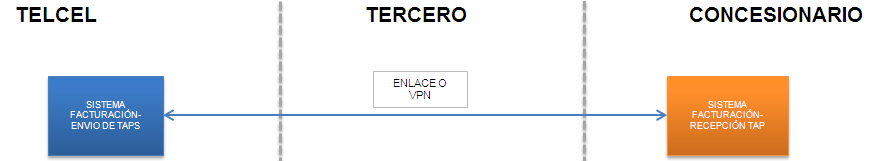 TELCEL
TERCERO
CONCESIONARIO
ENLACE O
VPN
SISTEMA
FACTURACIÓN-
ENVIO DE TAPS
SISTEMA
FACTURACIÓN-
RECEPCIÓN TAP